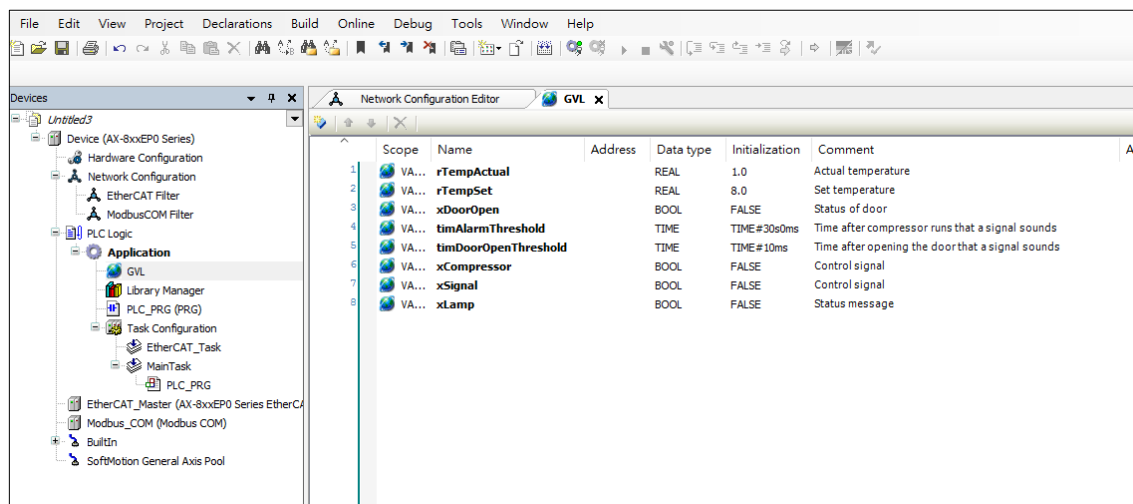 File Edit View Project Declarations Build Online Debug Tools Window Help
Devices
Untitled3
Device (AX-8xxEP0 Series)
Hardware Configuration
Network Configuration
EtherCAT Filter
ModbusCOM Filter
PLC Logic
Application
GVL
Library Manager
PLC_PRG (PRG)
Task Configuration
EtherCAT_Task
MainTask
PLC_PRG
EtherCAT_Master (AX-8xxEP0 Series EtherCA
Modbus_COM (Modbus COM)
BuiltIn
SoftMotion General Axis Pool
Network Configuration Editor GVL
Scope Name Address Data type Initialization Comment A
1 VA... rTempActual REAL 1.0 Actual temperature
2 VA... rTempSet REAL 8.0 Set temperature
3 VA... xDoorOpen BOOL FALSE Status of door
4 VA... timAlarmThreshold TIME TIME#30s0ms Time after compressor runs that a signal sounds
5 VA... timDoorOpenThreshold TIME TIME#10ms Time after opening the door that a signal sounds
6 VA... xCompressor BOOL FALSE Control signal
7 VA... xSignal BOOL FALSE Control signal
8 VA... xLamp BOOL FALSE Status message